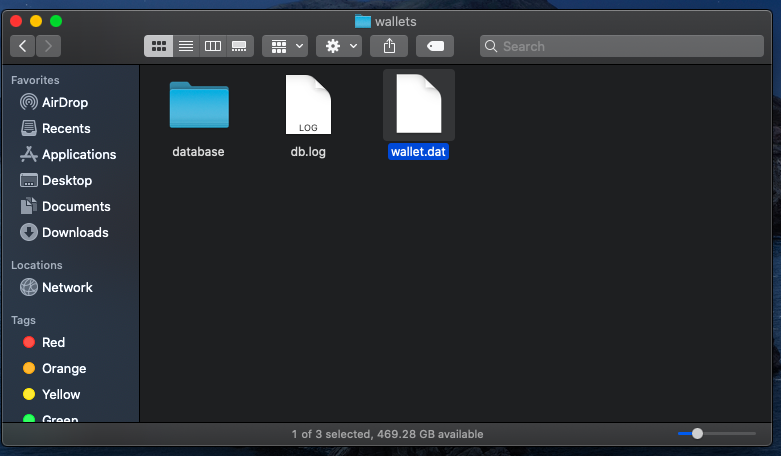 wallets
Search
Favorites
AirDrop
Recents
Applications
Desktop
Documents
Downloads
Locations
Network
Tags
Red
Orange
Yellow
Green
LOG
database
db.log
wallet.dat
1 of 3 selected, 469.28 GB available